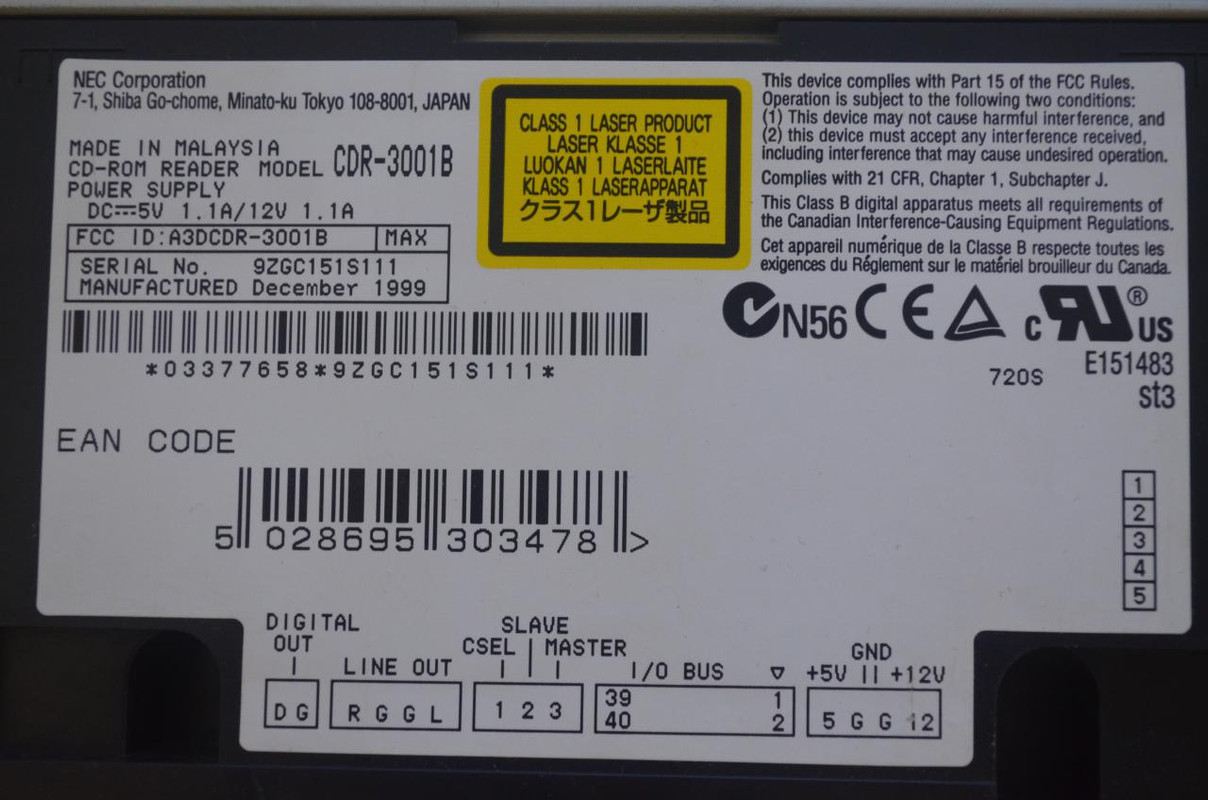 NEC Corporation
7-1, Shiba Go-chome, Minato-ku Tokyo 108-8001, JAPAN
MADE IN MALAYSIA
CD-ROM READER MODEL CDR-3001B
POWER SUPPLY
DC⎓5V 1.1A/12V 1.1A
FCC ID:A3DCDR-3001B MAX
SERIAL No. 9ZGC151S111
MANUFACTURED December 1999
*03377658*9ZGC151S111*
CLASS 1 LASER PRODUCT
LASER KLASSE 1
LUOKAN 1 LASERLAITE
KLASS 1 LASERAPPARAT
クラス1レーザ製品
This device complies with Part 15 of the FCC Rules.
Operation is subject to the following two conditions:
(1) This device may not cause harmful interference, and
(2) this device must accept any interference received,
including interference that may cause undesired operation.
Complies with 21 CFR, Chapter 1, Subchapter J.
This Class B digital apparatus meets all requirements of
the Canadian Interference-Causing Equipment Regulations.
Cet appareil numérique de la Classe B respecte toutes les
exigences du Réglement sur le matériel brouilleur du Canada.
N56 CE c RU ® US
E151483
720S
st3
EAN CODE
5 028695 303478 >
1
2
3
4
5
DIGITAL OUT
LINE OUT
CSEL SLAVE MASTER
I/O BUS ▽
GND
+5V +12V
D G
R G G L
1 2 3
39 1
40 2
5 G G 12